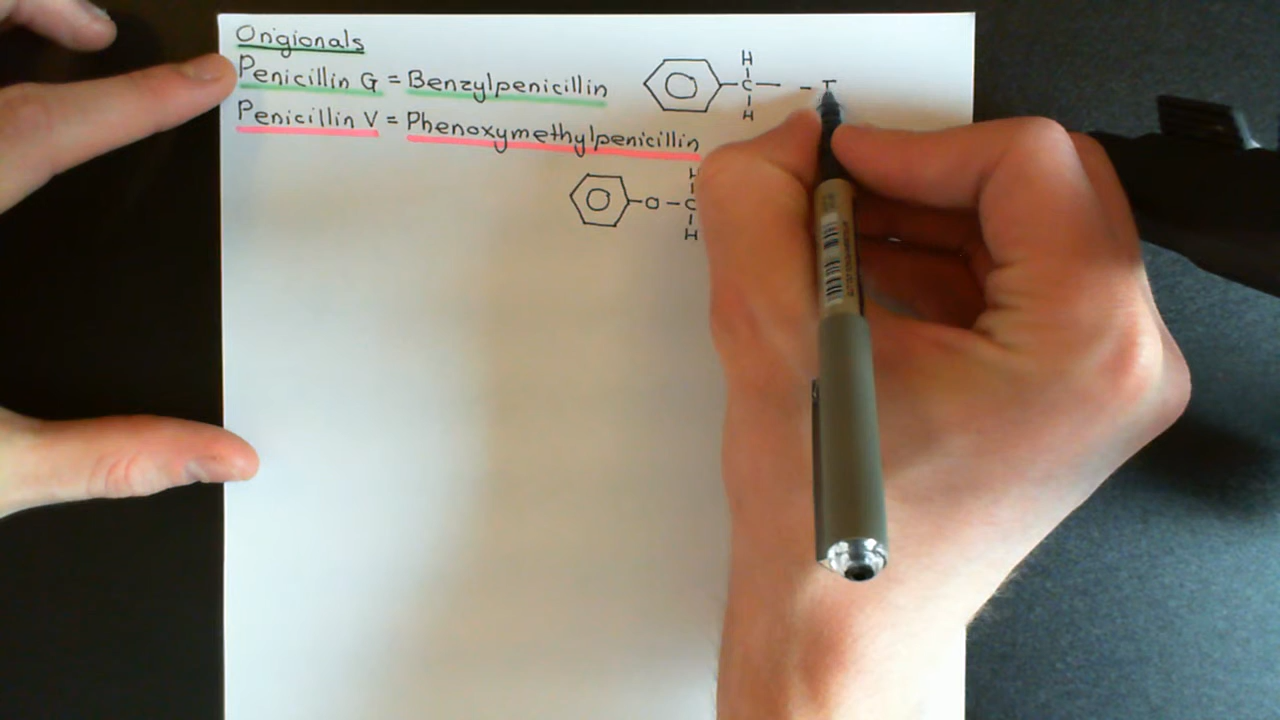 Origionals
Penicillin G = Benzylpenicillin
H
C
H
Penicillin V = Phenoxymethylpenicillin
H
O
C
H